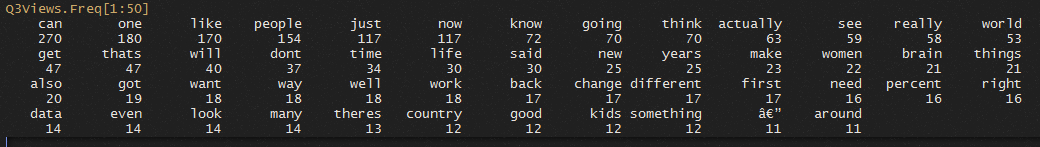 Q3Views.Freq[1:50]
can one like people just now know going think actually see really world
270 180 170 154 117 117 72 70 70 63 59 58 53
get thats will dont time life said new years make women brain things
47 47 40 37 34 30 30 25 25 23 22 21 21
also got want way well work back change different first need percent right
20 19 18 18 18 18 17 17 17 17 16 16 16
data even look many theres country good kids something â€” around
14 14 14 14 13 12 12 12 12 11 11